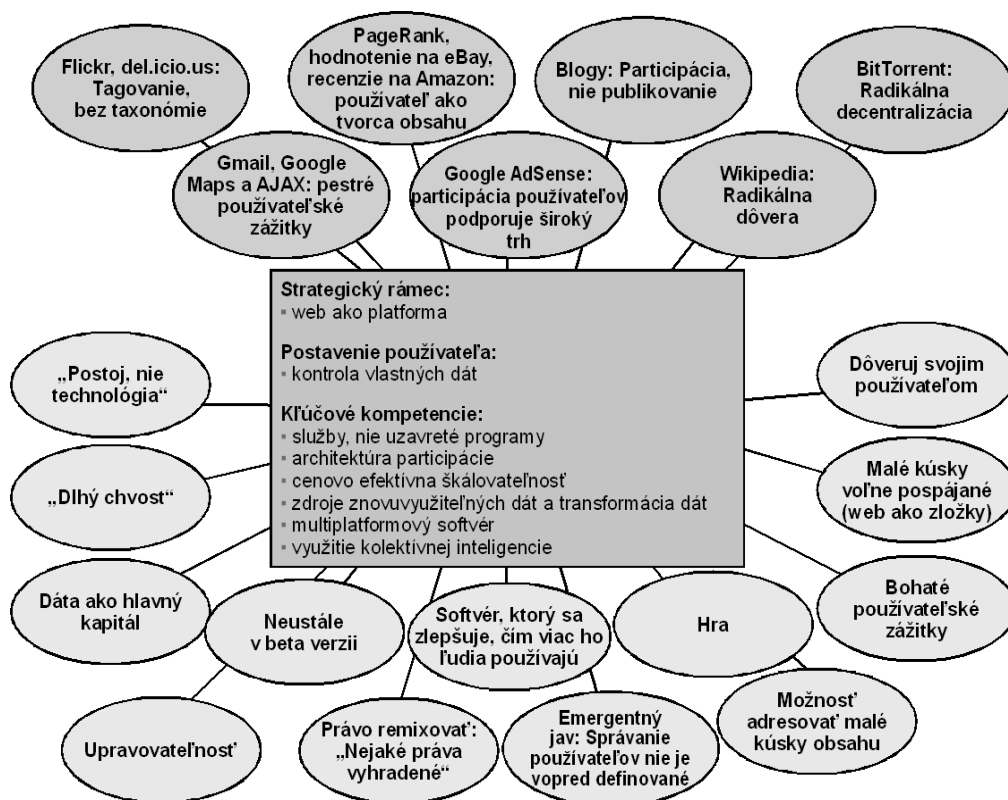 Flickr, del.icio.us:
Tagovanie,
bez taxonómie
PageRank,
hodnotenie na eBay,
recenzie na Amazon:
používateľ ako
tvorca obsahu
Blogy: Participácia,
nie publikovanie
BitTorrent:
Radikálna
decentralizácia
Gmail, Google
Maps a AJAX: pestré
používateľské
zážitky
Google AdSense:
participácia používateľov
podporuje široký
trh
Wikipedia:
Radikálna
dôvera
Strategický rámec:
▪ web ako platforma
Postavenie používateľa:
▪ kontrola vlastných dát
Kľúčové kompetencie:
▪ služby, nie uzavreté programy
▪ architektúra participácie
▪ cenovo efektívna škálovateľnosť
▪ zdroje znovuvyužiteľných dát a transformácia dát
▪ multiplatformový softvér
▪ využitie kolektívnej inteligencie
„Postoj, nie
technológia“
„Dlhý chvost“
Dáta ako hlavný
kapitál
Dôveruj svojim
používateľom
Malé kúsky
voľne pospájané
(web ako zložky)
Bohaté
používateľské
zážitky
Neustále
v beta verzii
Softvér, ktorý sa
zlepšuje, čím viac ho
ľudia používajú
Hra
Upravovateľnosť
Právo remixovať:
„Nejaké práva
vyhradené“
Emergentný
jav: Správanie
používateľov nie je
vopred definované
Možnosť
adresovať malé
kúsky obsahu